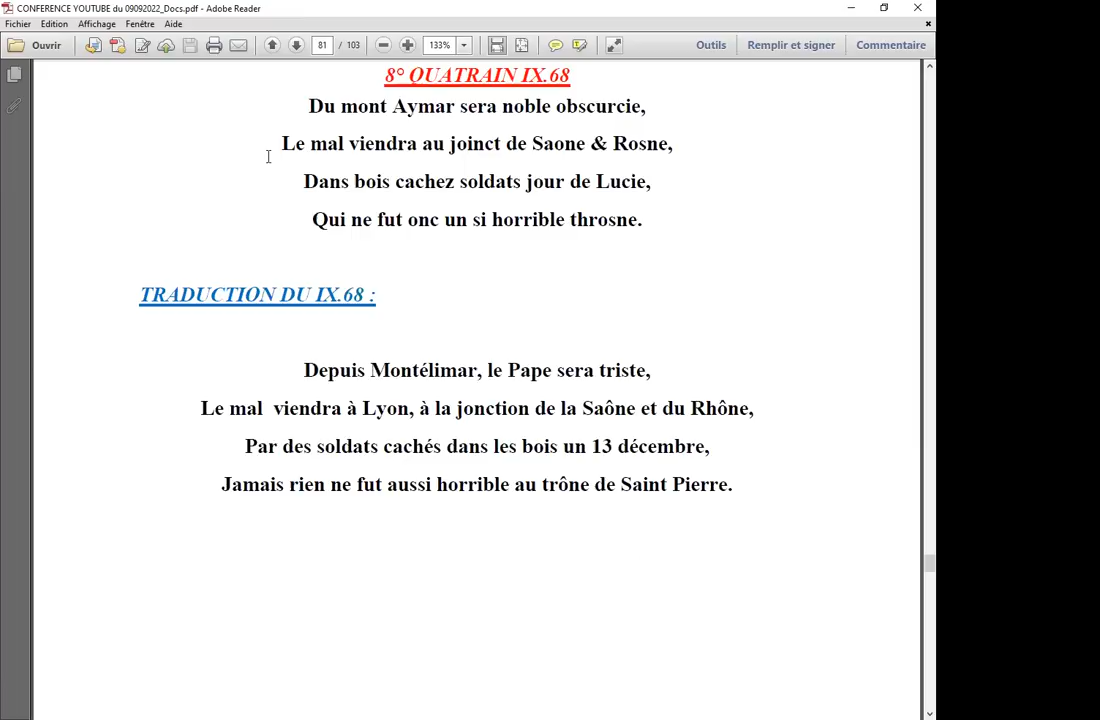 CONFERENCE YOUTUBE du 09092022_Docs.pdf - Adobe Reader
Fichier Edition Affichage Fenêtre Aide
Ouvrir 81 / 103 133% Outils Remplir et signer Commentaire
8° QUATRAIN IX.68
Du mont Aymar sera noble obscurcie,
Le mal viendra au joinct de Saone & Rosne,
Dans bois cachez soldats jour de Lucie,
Qui ne fut onc un si horrible throsne.
TRADUCTION DU IX.68 :
Depuis Montélimar, le Pape sera triste,
Le mal viendra à Lyon, à la jonction de la Saône et du Rhône,
Par des soldats cachés dans les bois un 13 décembre,
Jamais rien ne fut aussi horrible au trône de Saint Pierre.